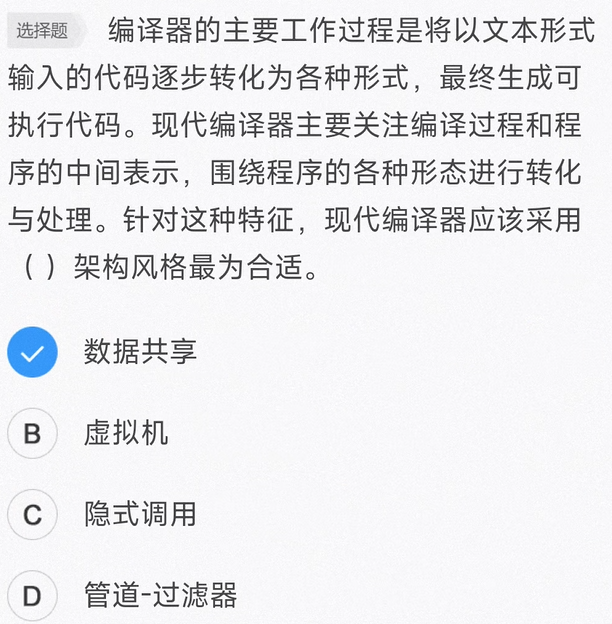 选择题 编译器的主要工作过程是将以文本形式
输入的代码逐步转化为各种形式，最终生成可
执行代码。现代编译器主要关注编译过程和程
序的中间表示，围绕程序的各种形态进行转化
与处理。针对这种特征，现代编译器应该采用
（ ）架构风格最为合适。
数据共享
B 虚拟机
C 隐式调用
D 管道-过滤器